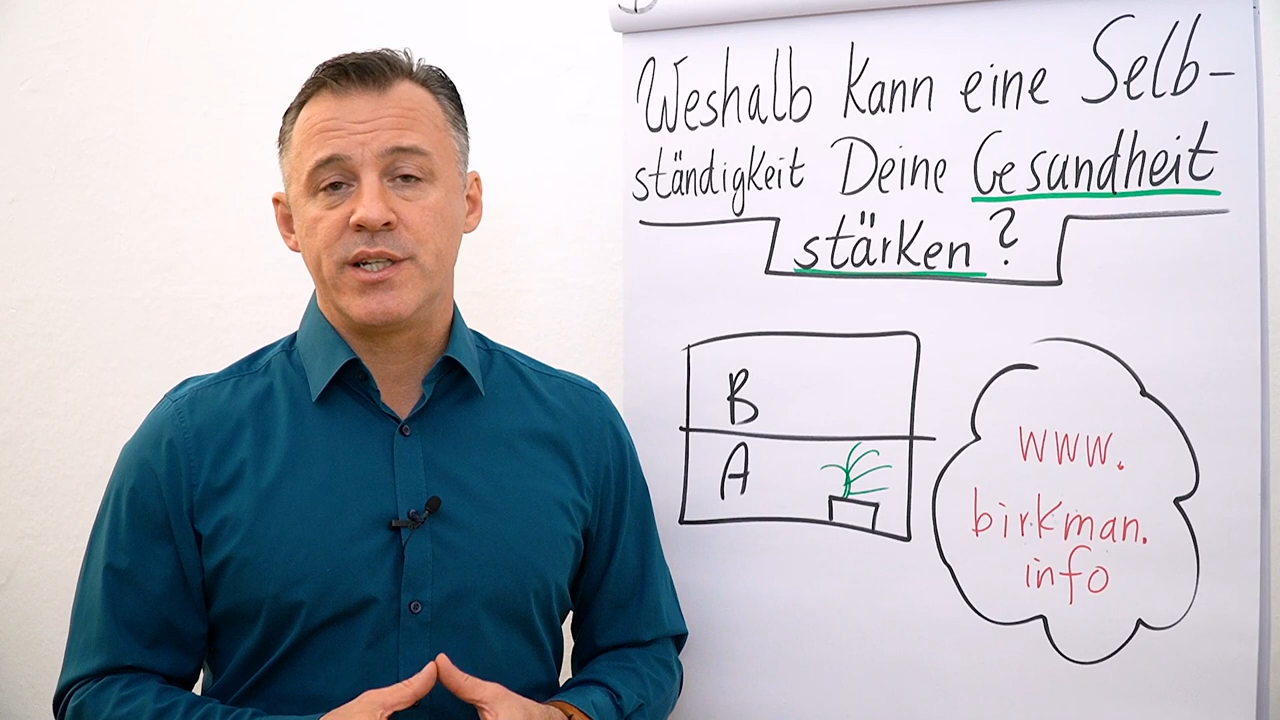 Weshalb kann eine Selb-
ständigkeit Deine Gesundheit
stärken?
B
A
www.
birkman.
info